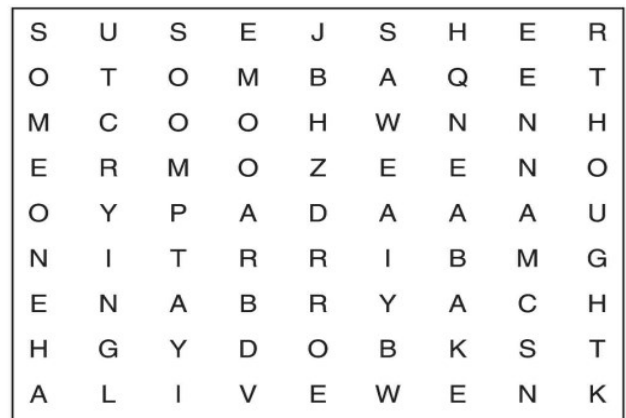 S U S E J S H E R
O T O M B A Q E T
M C O O H W N N H
E R M O Z E E N O
O Y P A D A A A U
N I T R R I B M G
E N A B R Y A C H
H G Y D O B K S T
A L I V E W E N K